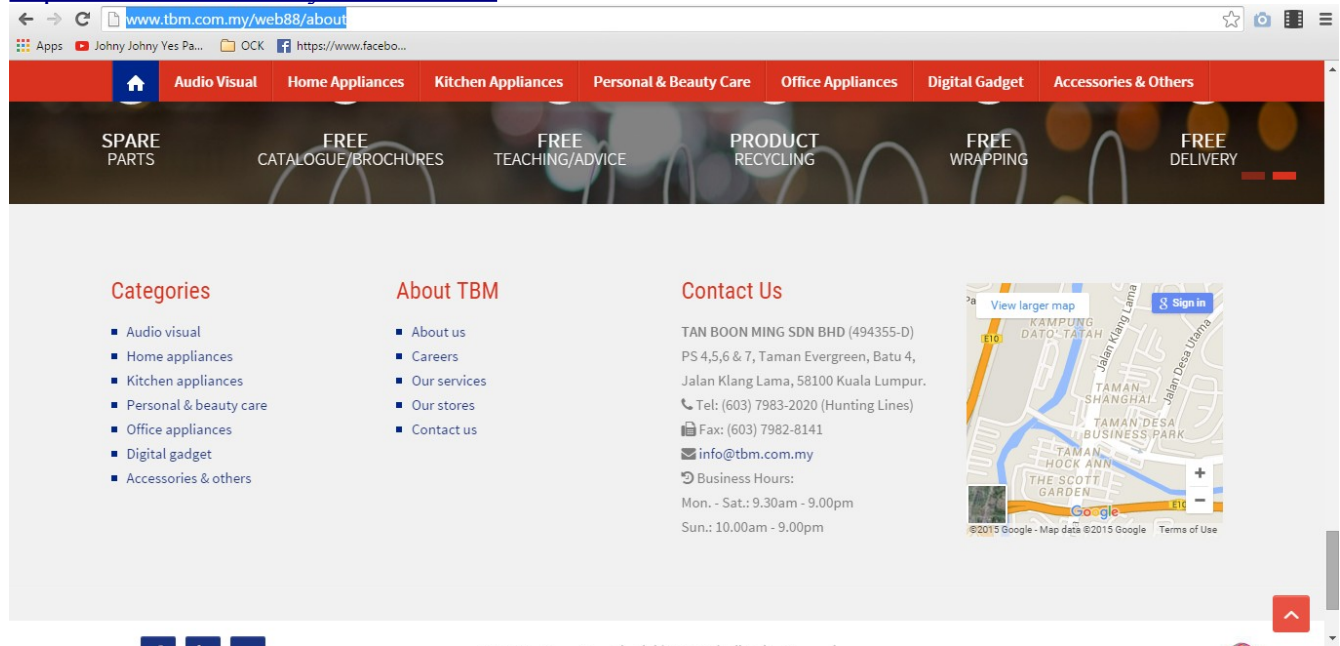 www.tbm.com.my/web88/about
Apps Johny Johny Yes Pa... OCK https://www.facebo...
Audio Visual Home Appliances Kitchen Appliances Personal & Beauty Care Office Appliances Digital Gadget Accessories & Others
SPARE PARTS
FREE CATALOGUE/BROCHURES
FREE TEACHING/ADVICE
PRODUCT RECYCLING
FREE WRAPPING
FREE DELIVERY
Categories
Audio visual
Home appliances
Kitchen appliances
Personal & beauty care
Office appliances
Digital gadget
Accessories & others
About TBM
About us
Careers
Our services
Our stores
Contact us
Contact Us
TAN BOON MING SDN BHD (494355-D)
PS 4,5,6 & 7, Taman Evergreen, Batu 4,
Jalan Klang Lama, 58100 Kuala Lumpur.
Tel: (603) 7983-2020 (Hunting Lines)
Fax: (603) 7982-8141
info@tbm.com.my
Business Hours:
Mon. - Sat.: 9.30am - 9.00pm
Sun.: 10.00am - 9.00pm
View larger map
Sign in
KAMPUNG
DATO' TATAH
E10
Jalan Klang Lama
Jalan Desa Utama
TAMAN
SHANGHAI
TAMAN DESA
BUSINESS PARK
TAMAN
HOCK ANN
THE SCOTT
GARDEN
E10
Google
©2015 Google - Map data ©2015 Google Terms of Use